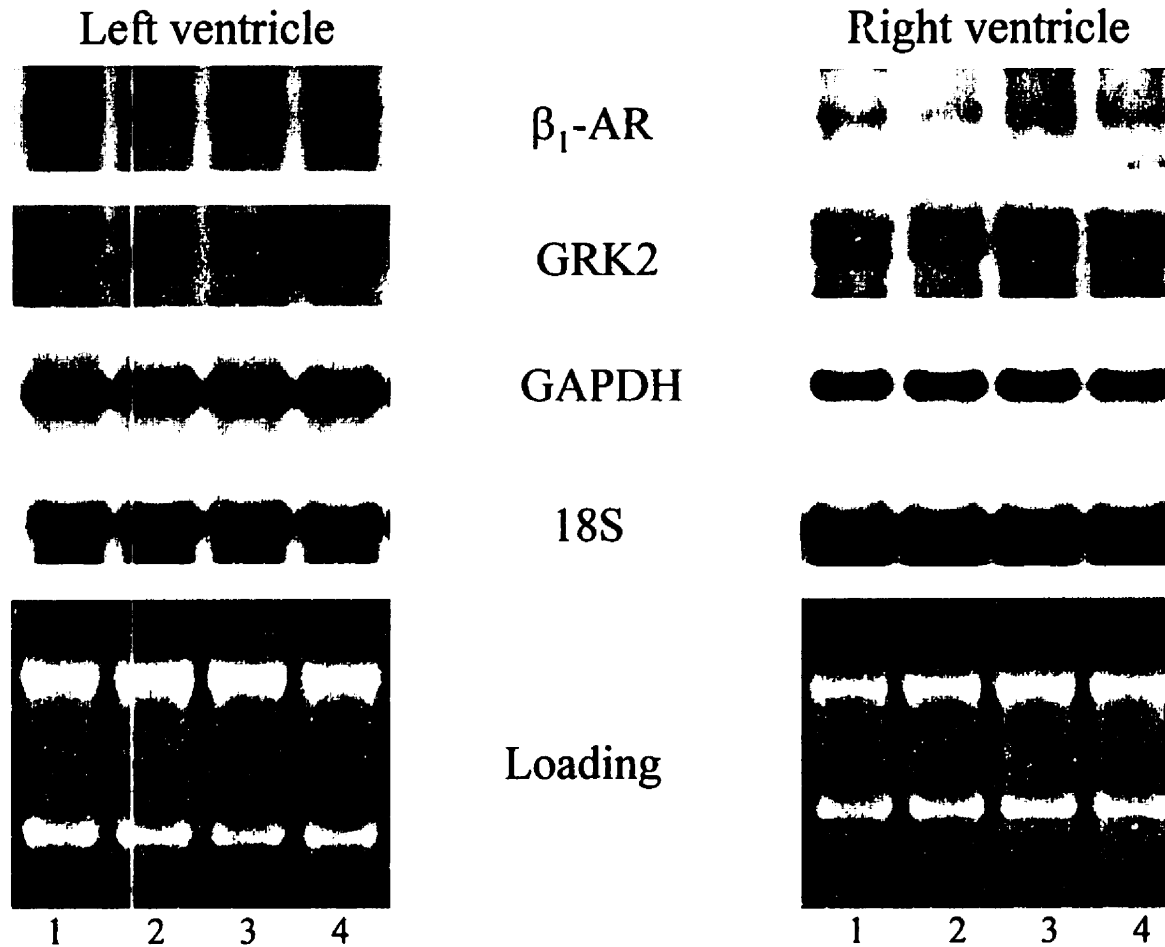 Left ventricle
Right ventricle
β₁-AR
GRK2
GAPDH
18S
Loading
1 2 3 4
1 2 3 4